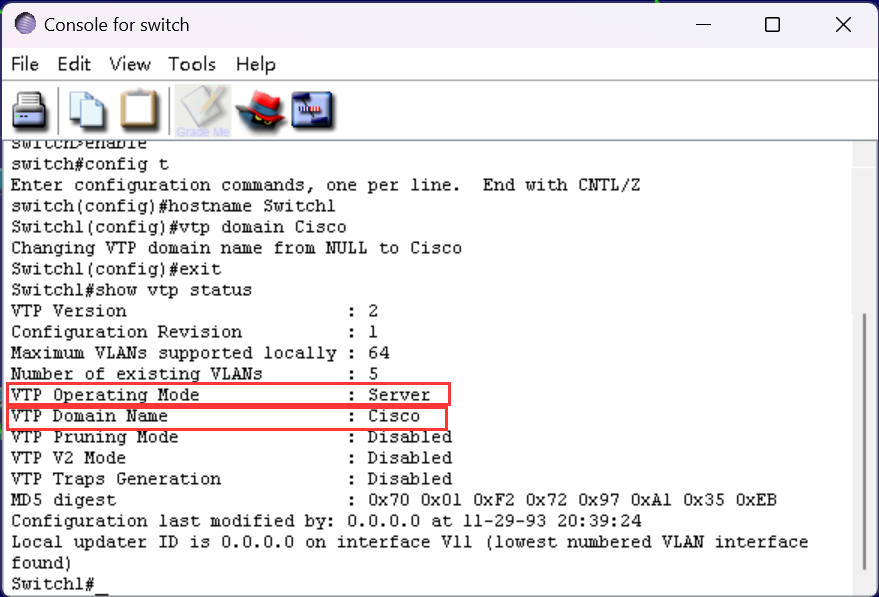 Console for switch
File Edit View Tools Help
Grade Me
switch>enable
switch#config t
Enter configuration commands, one per line.  End with CNTL/Z
switch(config)#hostname Switch1
Switch1(config)#vtp domain Cisco
Changing VTP domain name from NULL to Cisco
Switch1(config)#exit
Switch1#show vtp status
VTP Version                     : 2
Configuration Revision          : 1
Maximum VLANs supported locally : 64
Number of existing VLANs        : 5
VTP Operating Mode              : Server
VTP Domain Name                 : Cisco
VTP Pruning Mode                : Disabled
VTP V2 Mode                     : Disabled
VTP Traps Generation            : Disabled
MD5 digest                      : 0x70 0x01 0xF2 0x72 0x97 0xA1 0x35 0xEB
Configuration last modified by: 0.0.0.0 at 11-29-93 20:39:24
Local updater ID is 0.0.0.0 on interface Vl1 (lowest numbered VLAN interface
found)
Switch1#_